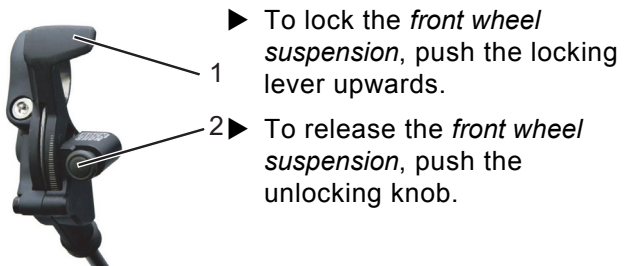 ▶ To lock the front wheel
suspension, push the locking
lever upwards.
1
2 ▶ To release the front wheel
suspension, push the
unlocking knob.